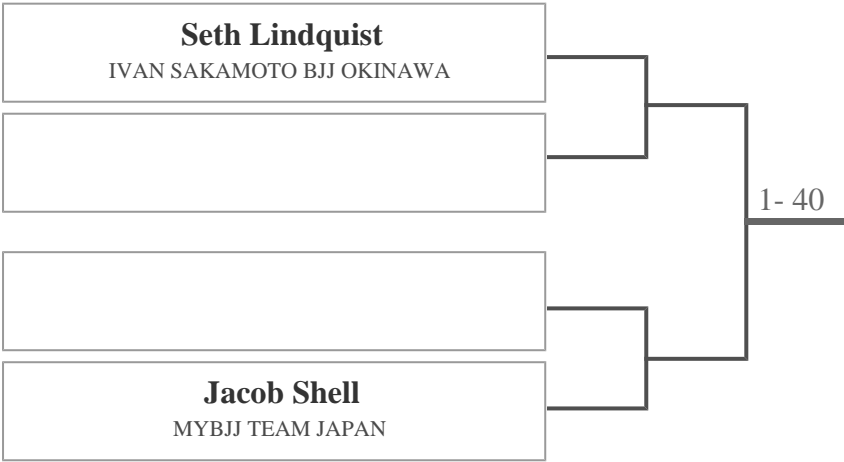 Seth Lindquist
IVAN SAKAMOTO BJJ OKINAWA
1- 40
Jacob Shell
MYBJJ TEAM JAPAN